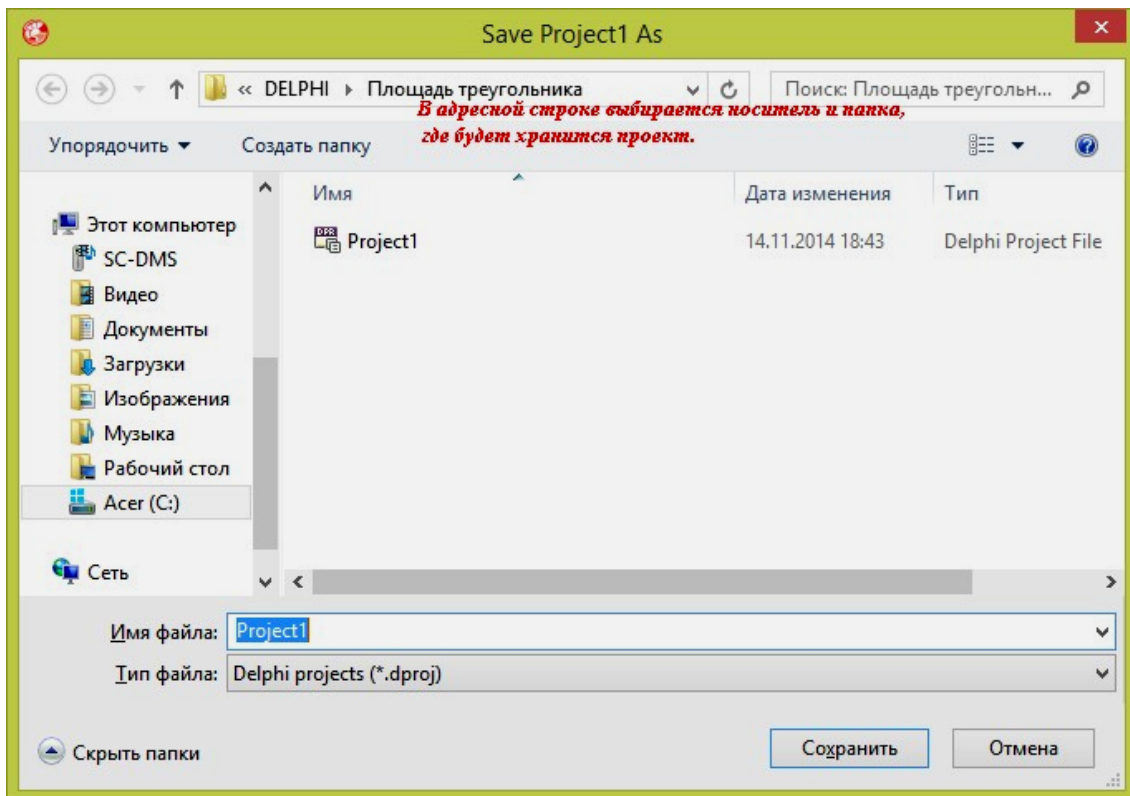 Save Project1 As
« DELPHI Площадь треугольника
Поиск: Площадь треугольн...
В адресной строке выбирается носитель и папка,
где будет хранится проект.
Упорядочить
Создать папку
Имя
Дата изменения
Тип
Этот компьютер
SC-DMS
Видео
Документы
Загрузки
Изображения
Музыка
Рабочий стол
Acer (C:)
Сеть
Project1
14.11.2014 18:43
Delphi Project File
Имя файла: Project1
Тип файла: Delphi projects (*.dproj)
Скрыть папки
Сохранить
Отмена